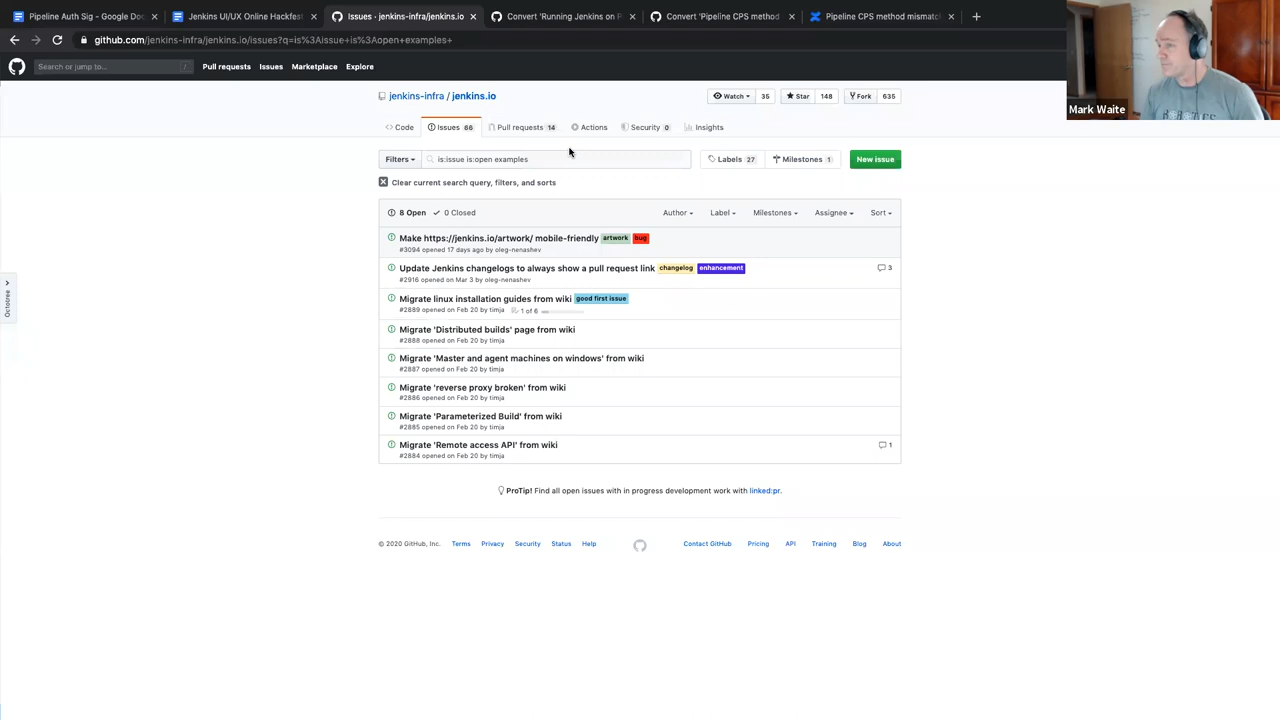 Pipeline Auth Sig - Google Doc
Jenkins UI/UX Online Hackfest
Issues · jenkins-infra/jenkins.io
Convert 'Running Jenkins on P
Convert 'Pipeline CPS method
Pipeline CPS method mismatch
github.com/jenkins-infra/jenkins.io/issues?q=is%3Aissue+is%3Aopen+examples+
Search or jump to...
/
Pull requests
Issues
Marketplace
Explore
Mark Waite
jenkins-infra / jenkins.io
Watch
35
Star
148
Fork
635
Code
Issues 66
Pull requests 14
Actions
Security 0
Insights
Filters
is:issue is:open examples
Labels 27
Milestones 1
New issue
Clear current search query, filters, and sorts
8 Open
0 Closed
Author
Label
Milestones
Assignee
Sort
Make https://jenkins.io/artwork/ mobile-friendly artwork bug
#3094 opened 17 days ago by oleg-nenashev
Update Jenkins changelogs to always show a pull request link changelog enhancement
3
#2916 opened on Mar 3 by oleg-nenashev
Migrate linux installation guides from wiki good first issue
#2889 opened on Feb 20 by timja
1 of 6
Migrate 'Distributed builds' page from wiki
#2888 opened on Feb 20 by timja
Migrate 'Master and agent machines on windows' from wiki
#2887 opened on Feb 20 by timja
Migrate 'reverse proxy broken' from wiki
#2886 opened on Feb 20 by timja
Migrate 'Parameterized Build' from wiki
#2885 opened on Feb 20 by timja
Migrate 'Remote access API' from wiki
1
#2884 opened on Feb 20 by timja
Octotree
ProTip! Find all open issues with in progress development work with linked:pr.
© 2020 GitHub, Inc.
Terms
Privacy
Security
Status
Help
Contact GitHub
Pricing
API
Training
Blog
About